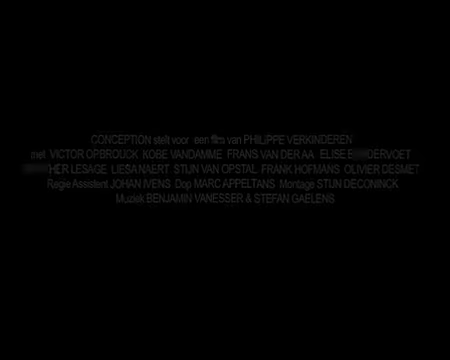 CONCEPTION stelt voor een film van PHILIPPE VERKINDEREN
met VICTOR OPBROUCK KOBE VANDAMME FRANS VAN DER AA ELISE
LESAGE LIESA NAERT STIJN VAN OPSTAL FRANK HOFMANS OLIVIER DESMET
Regie Assistent JOHAN IVENS Dop MARC APPELTANS Montage STIJN DECONINCK
Muziek BENJAMIN VANESSER & STEFAN GAELENS